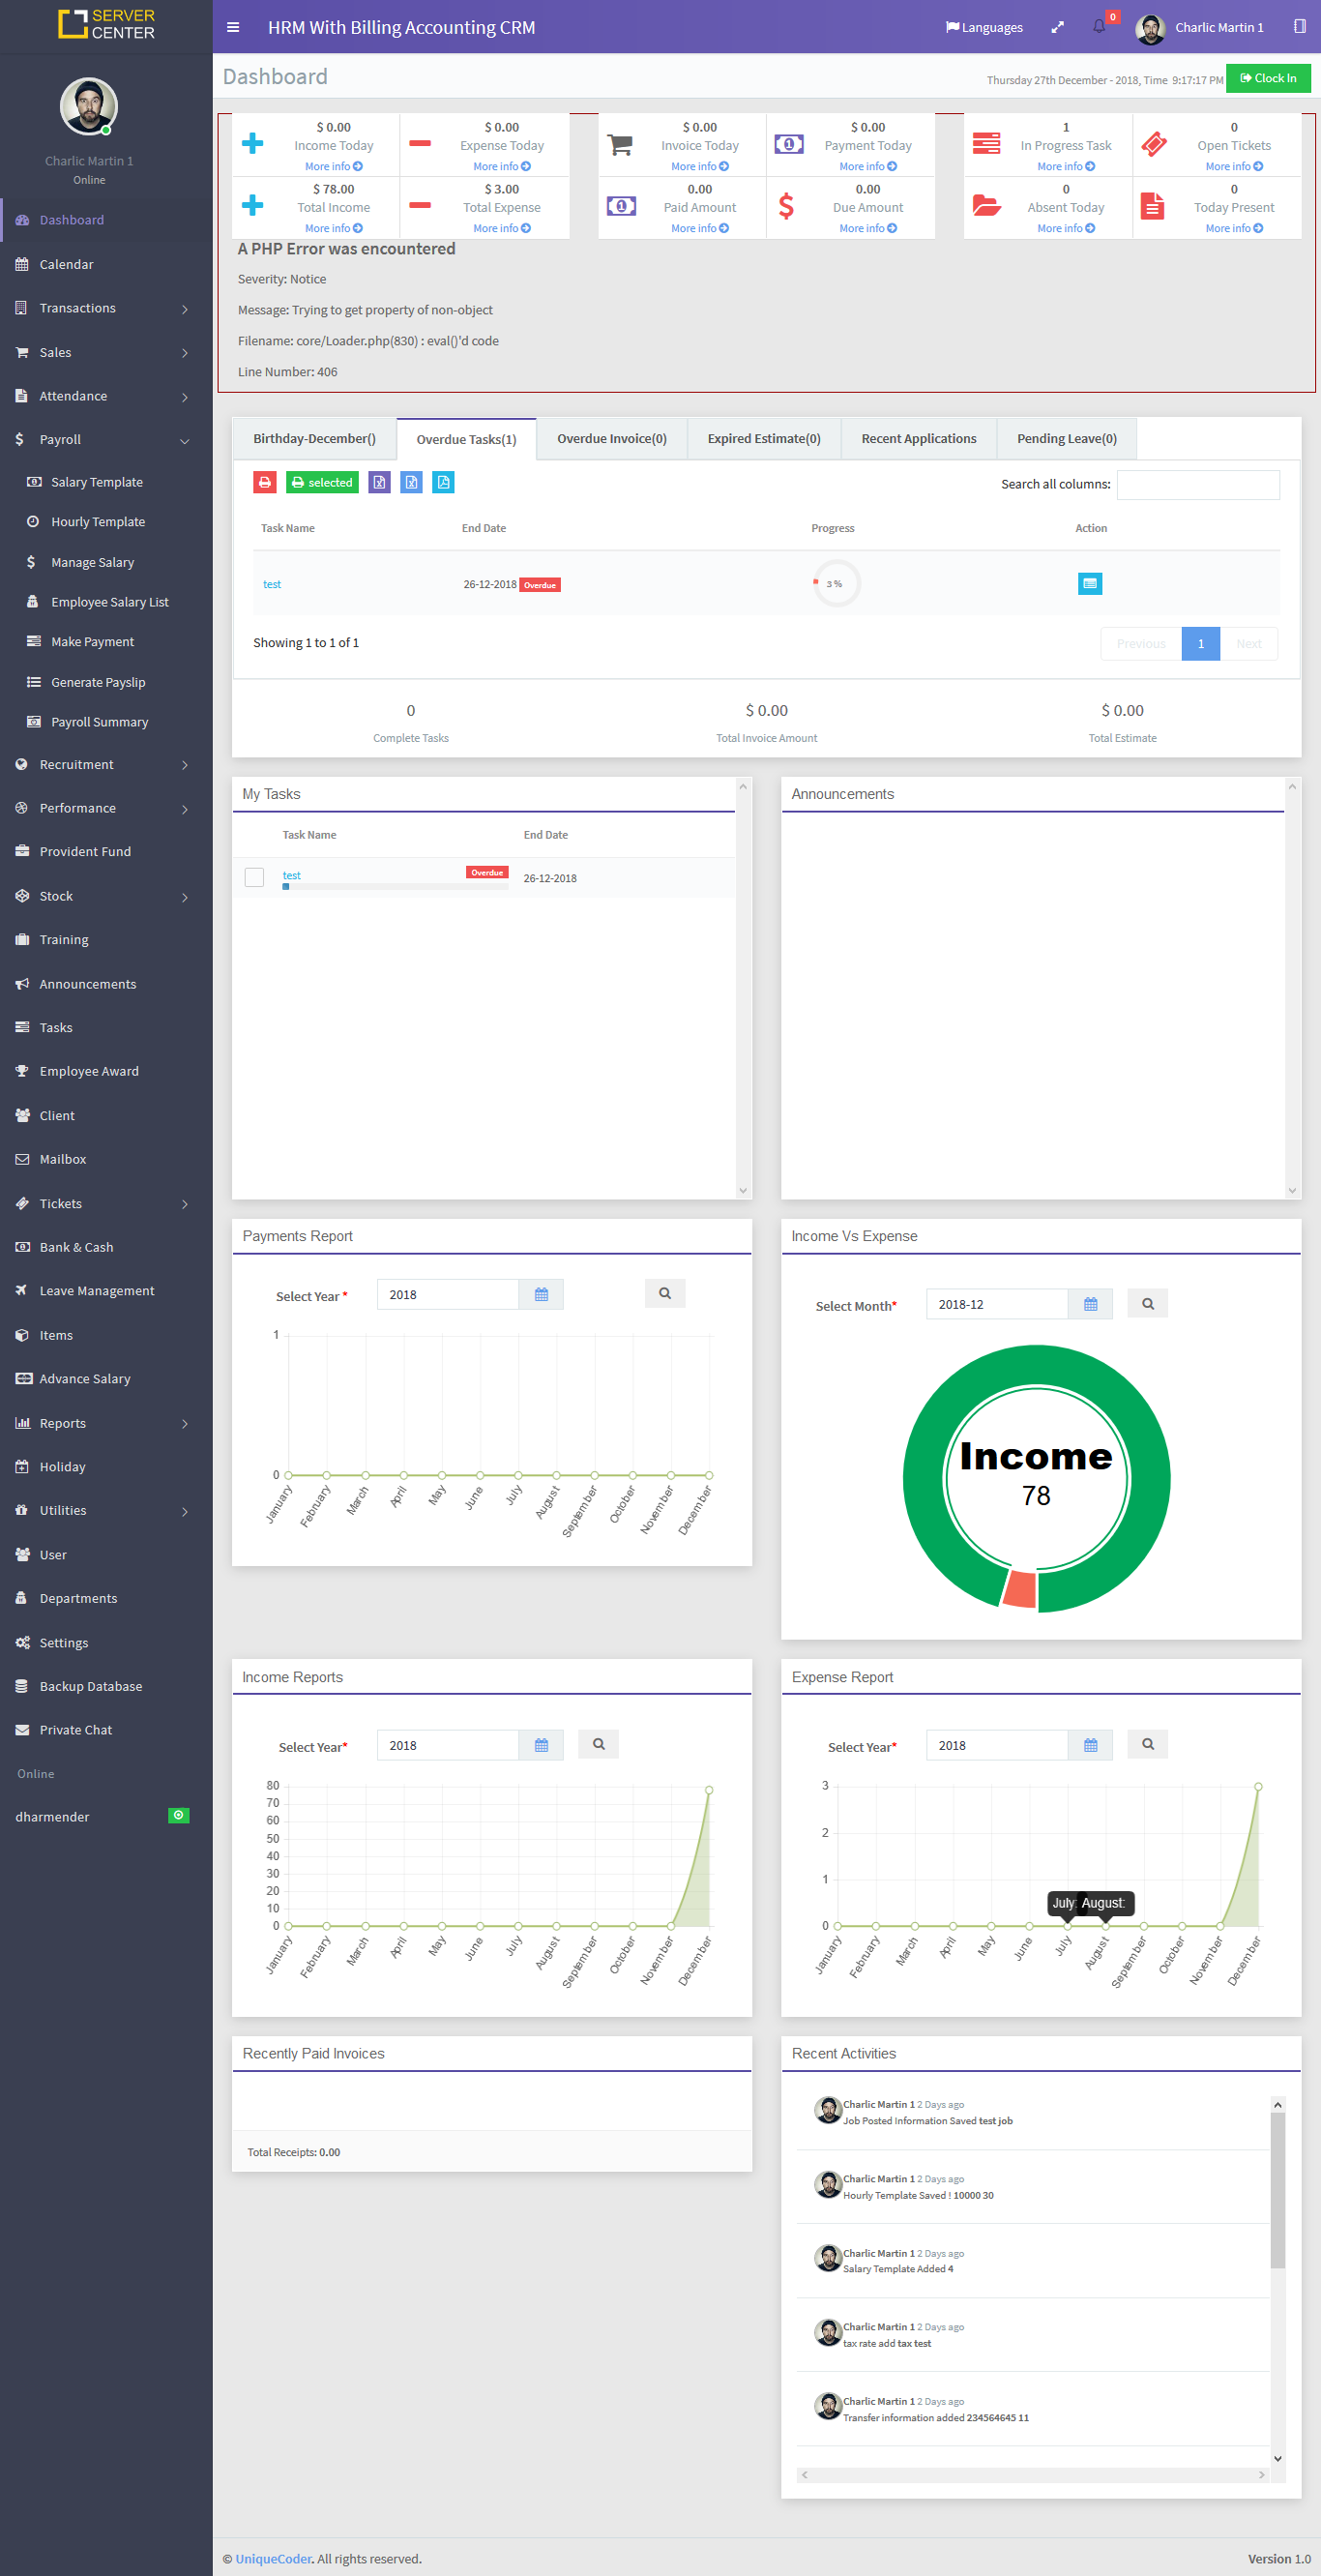 SERVER
CENTER
HRM With Billing Accounting CRM
Languages
0
Charlic Martin 1
Dashboard
Thursday 27th December - 2018, Time 9:17:17 PM
Clock In
Charlic Martin 1
Online
Dashboard
Calendar
Transactions
Sales
Attendance
Payroll
Salary Template
Hourly Template
Manage Salary
Employee Salary List
Make Payment
Generate Payslip
Payroll Summary
Recruitment
Performance
Provident Fund
Stock
Training
Announcements
Tasks
Employee Award
Client
Mailbox
Tickets
Bank & Cash
Leave Management
Items
Advance Salary
Reports
Holiday
Utilities
User
Departments
Settings
Backup Database
Private Chat
Online
dharmender
$ 0.00
Income Today
More info
$ 0.00
Expense Today
More info
$ 0.00
Invoice Today
More info
$ 0.00
Payment Today
More info
1
In Progress Task
More info
0
Open Tickets
More info
$ 78.00
Total Income
More info
$ 3.00
Total Expense
More info
0.00
Paid Amount
More info
0.00
Due Amount
More info
0
Absent Today
More info
0
Today Present
More info
A PHP Error was encountered
Severity: Notice
Message: Trying to get property of non-object
Filename: core/Loader.php(830) : eval()'d code
Line Number: 406
Birthday-December()
Overdue Tasks(1)
Overdue Invoice(0)
Expired Estimate(0)
Recent Applications
Pending Leave(0)
selected
Search all columns:
Task Name End Date Progress Action
test 26-12-2018 Overdue 3 %
Showing 1 to 1 of 1
Previous 1 Next
0
Complete Tasks
$ 0.00
Total Invoice Amount
$ 0.00
Total Estimate
My Tasks
Task Name End Date
test Overdue 26-12-2018
Announcements
Payments Report
Select Year * 2018
1
0
January
February
March
April
May
June
July
August
September
October
November
December
Income Vs Expense
Select Month* 2018-12
Income
78
Income Reports
Select Year* 2018
80
70
60
50
40
30
20
10
0
January
February
March
April
May
June
July
August
September
October
November
December
Expense Report
Select Year* 2018
3
2
1
0
July:
August:
January
February
March
April
May
June
July
August
September
October
November
December
Recently Paid Invoices
Total Receipts: 0.00
Recent Activities
Charlic Martin 1 2 Days ago
Job Posted Information Saved test job
Charlic Martin 1 2 Days ago
Hourly Template Saved ! 10000 30
Charlic Martin 1 2 Days ago
Salary Template Added 4
Charlic Martin 1 2 Days ago
tax rate add tax test
Charlic Martin 1 2 Days ago
Transfer information added 234564645 11
© UniqueCoder. All rights reserved.
Version 1.0